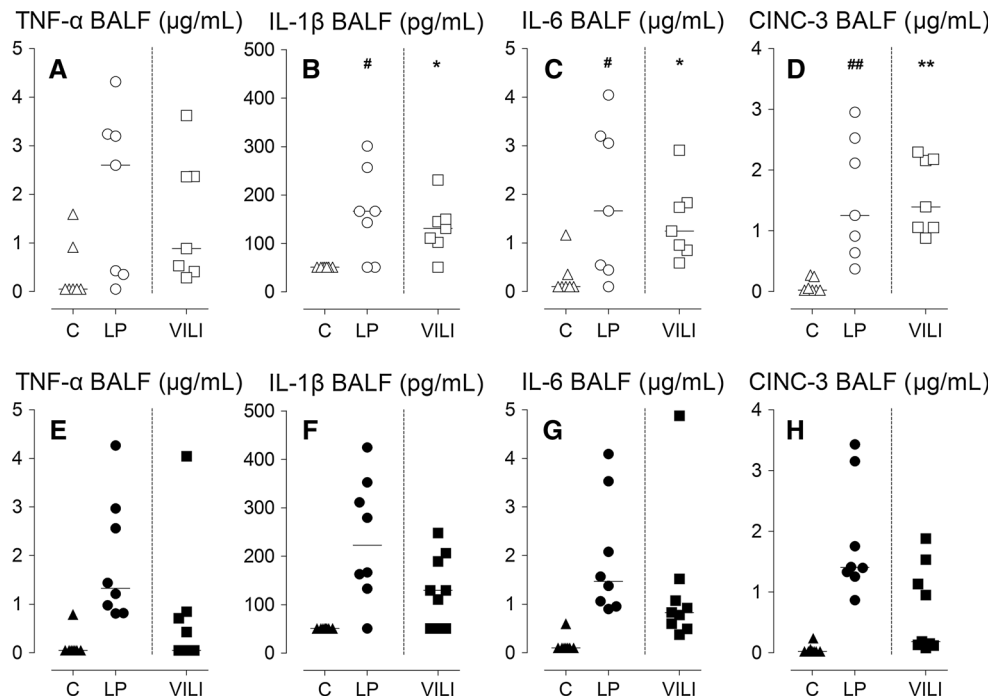 TNF-α BALF (µg/mL) IL-1β BALF (pg/mL) IL-6 BALF (µg/mL) CINC-3 BALF (µg/mL)
5 A 500 B # * 5 C # * 4 D ## **
4 400 4 3
3 300 3
2 200 2 2
1 100 1 1
0 0 0 0
C LP VILI C LP VILI C LP VILI C LP VILI
TNF-α BALF (µg/mL) IL-1β BALF (pg/mL) IL-6 BALF (µg/mL) CINC-3 BALF (µg/mL)
5 E 500 F 5 G 4 H
4 400 4 3
3 300 3
2 200 2 2
1 100 1 1
0 0 0 0
C LP VILI C LP VILI C LP VILI C LP VILI